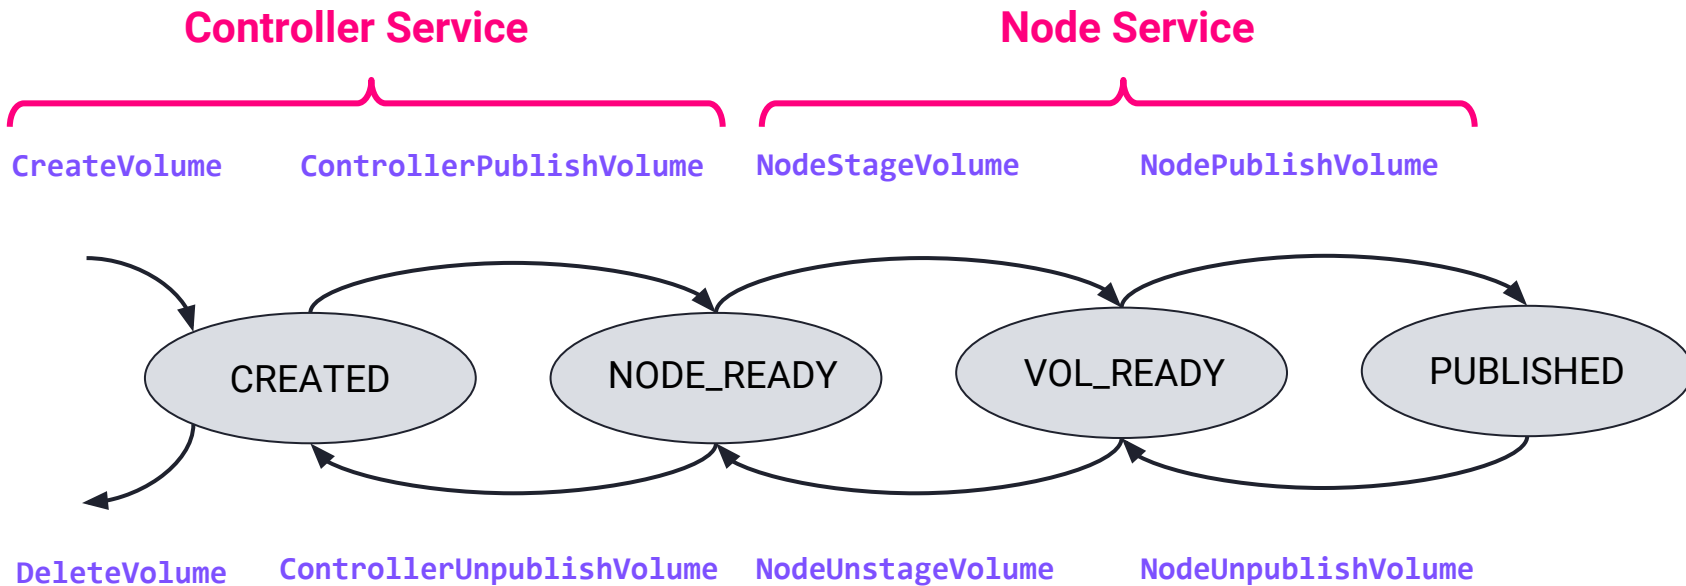 Controller Service
Node Service
CreateVolume
ControllerPublishVolume
NodeStageVolume
NodePublishVolume
CREATED
NODE_READY
VOL_READY
PUBLISHED
DeleteVolume
ControllerUnpublishVolume
NodeUnstageVolume
NodeUnpublishVolume